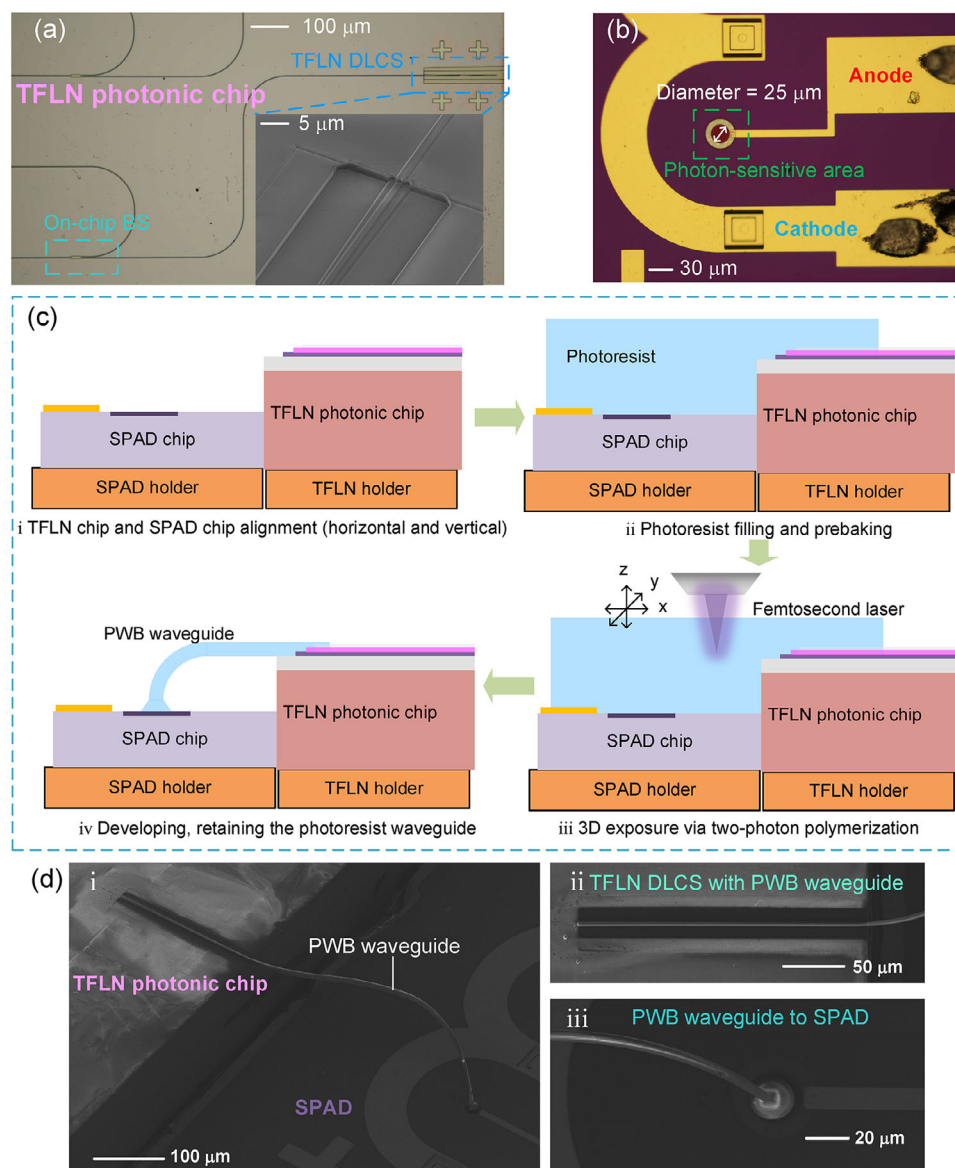 (a)
100 μm
TFLN DLCS
TFLN photonic chip
5 μm
On-chip BS
(b)
Anode
Diameter = 25 μm
Photon-sensitive area
Cathode
30 μm
(c)
TFLN photonic chip
SPAD chip
SPAD holder
TFLN holder
i TFLN chip and SPAD chip alignment (horizontal and vertical)
Photoresist
TFLN photonic chip
SPAD chip
SPAD holder
TFLN holder
ii Photoresist filling and prebaking
PWB waveguide
TFLN photonic chip
SPAD chip
SPAD holder
TFLN holder
iv Developing, retaining the photoresist waveguide
z
y
x
Femtosecond laser
TFLN photonic chip
SPAD chip
SPAD holder
TFLN holder
iii 3D exposure via two-photon polymerization
(d)
i
PWB waveguide
TFLN photonic chip
SPAD
100 μm
ii TFLN DLCS with PWB waveguide
50 μm
iii PWB waveguide to SPAD
20 μm